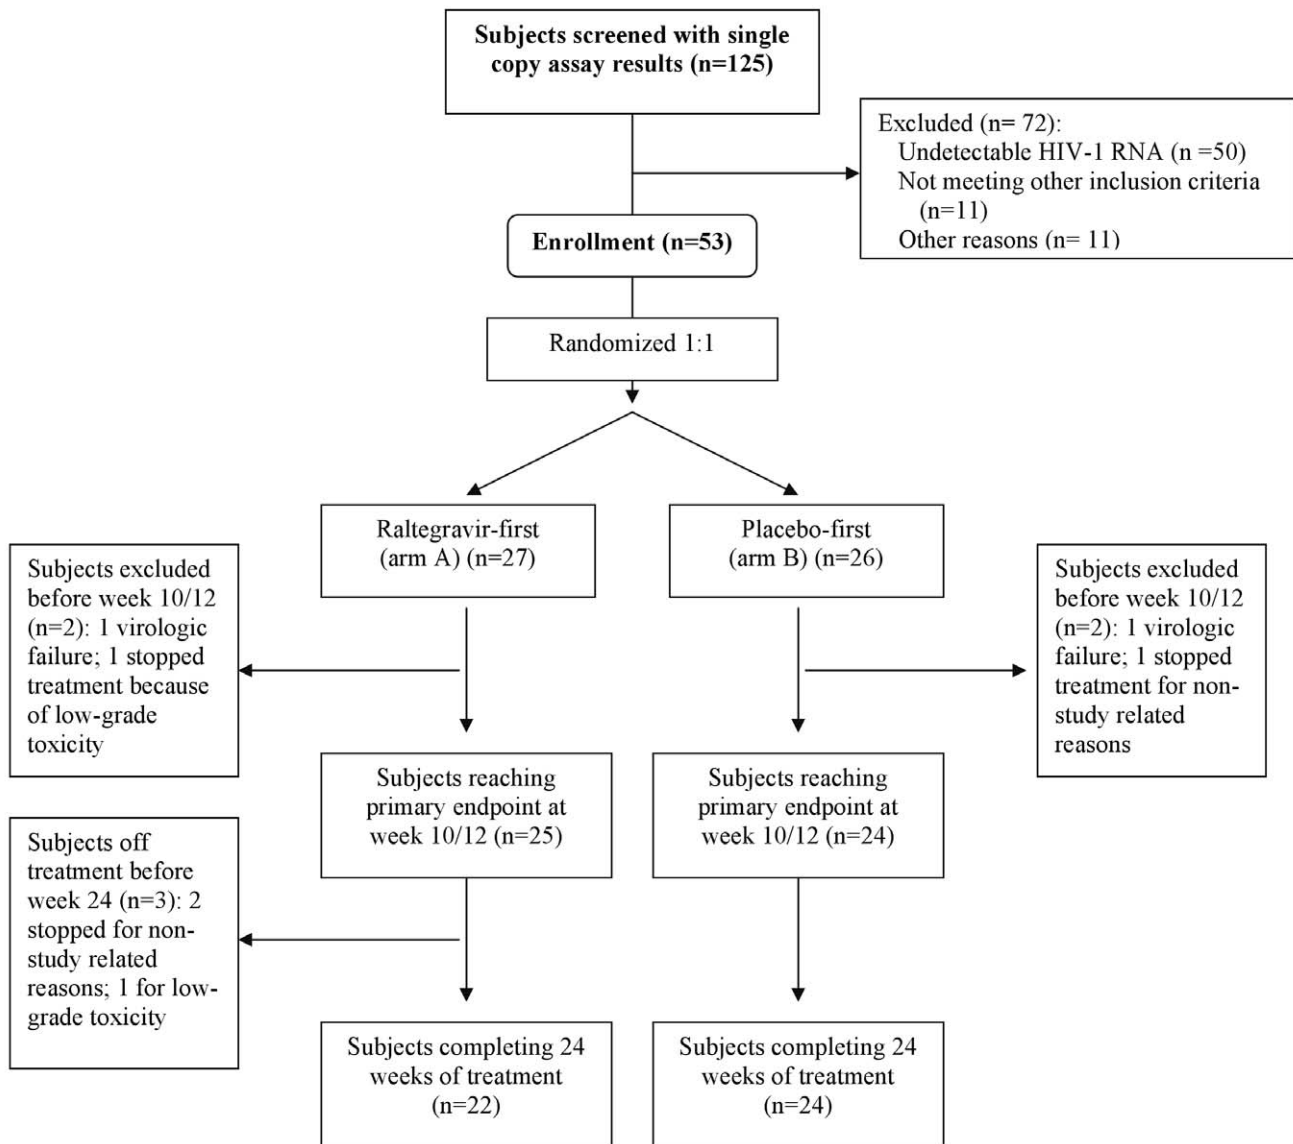 Subjects screened with single
copy assay results (n=125)
Excluded (n= 72):
Undetectable HIV-1 RNA (n =50)
Not meeting other inclusion criteria
(n=11)
Other reasons (n= 11)
Enrollment (n=53)
Randomized 1:1
Raltegravir-first
(arm A) (n=27)
Placebo-first
(arm B) (n=26)
Subjects excluded
before week 10/12
(n=2): 1 virologic
failure; 1 stopped
treatment because
of low-grade
toxicity
Subjects excluded
before week 10/12
(n=2): 1 virologic
failure; 1 stopped
treatment for non-
study related
reasons
Subjects reaching
primary endpoint at
week 10/12 (n=25)
Subjects reaching
primary endpoint at
week 10/12 (n=24)
Subjects off
treatment before
week 24 (n=3): 2
stopped for non-
study related
reasons; 1 for low-
grade toxicity
Subjects completing 24
weeks of treatment
(n=22)
Subjects completing 24
weeks of treatment
(n=24)